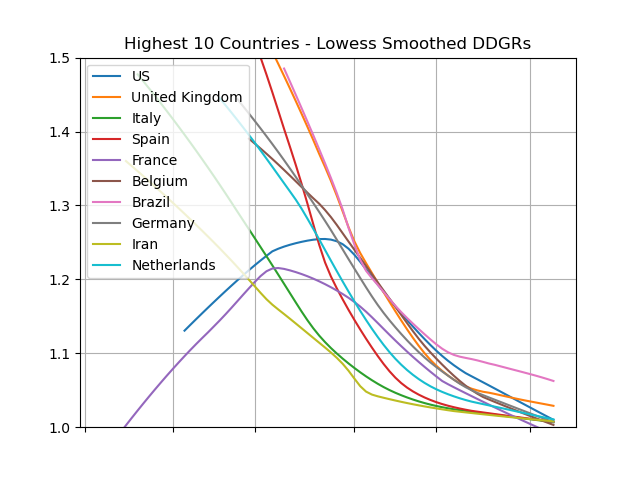 Highest 10 Countries - Lowess Smoothed DDGRs
1.5
1.4
1.3
1.2
1.1
1.0
US
United Kingdom
Italy
Spain
France
Belgium
Brazil
Germany
Iran
Netherlands